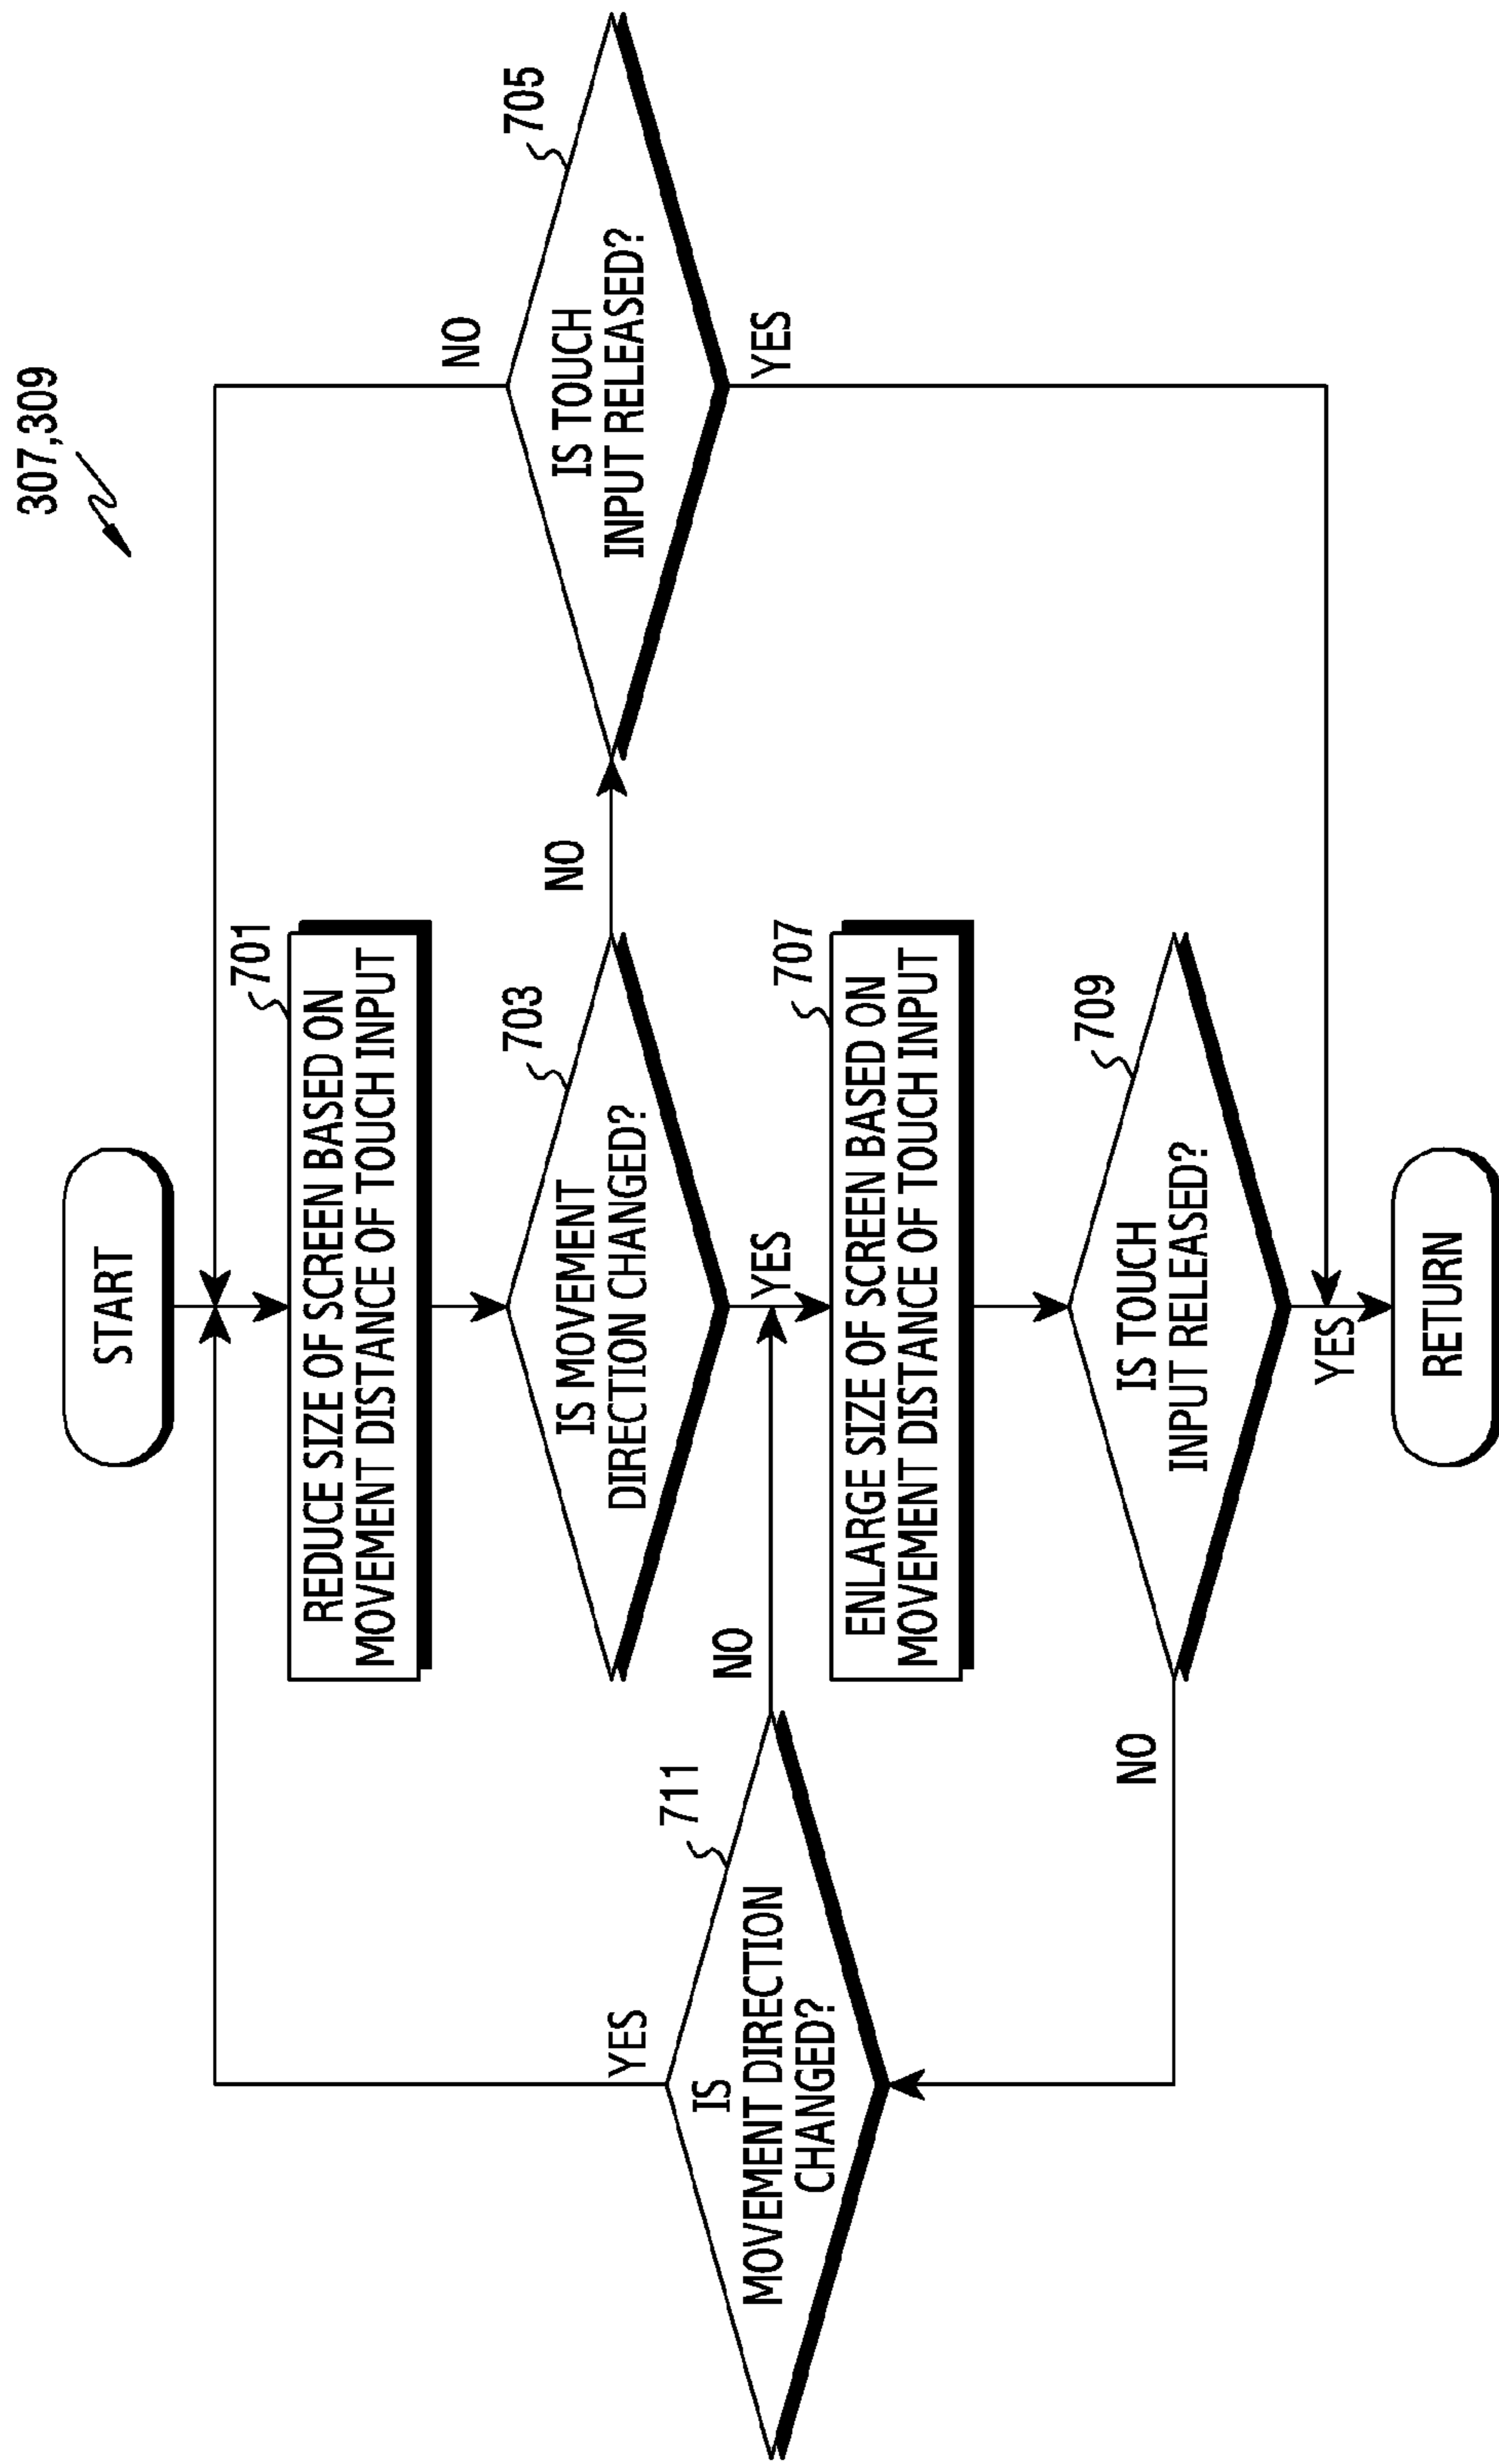 307,309
START
701
REDUCE SIZE OF SCREEN BASED ON
MOVEMENT DISTANCE OF TOUCH INPUT
703
IS MOVEMENT
DIRECTION CHANGED?
NO
705
IS TOUCH
INPUT RELEASED?
NO
YES
YES
707
ENLARGE SIZE OF SCREEN BASED ON
MOVEMENT DISTANCE OF TOUCH INPUT
709
IS TOUCH
INPUT RELEASED?
NO
YES
711
IS
MOVEMENT DIRECTION
CHANGED?
YES
NO
RETURN